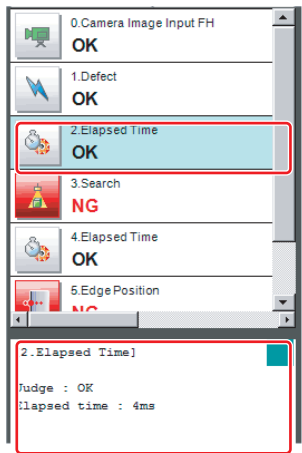 0.Camera Image Input FH
OK
1.Defect
OK
2.Elapsed Time
OK
3.Search
NG
4.Elapsed Time
OK
5.Edge Position
NG
2.Elapsed Time]
Judge : OK
Elapsed time : 4ms